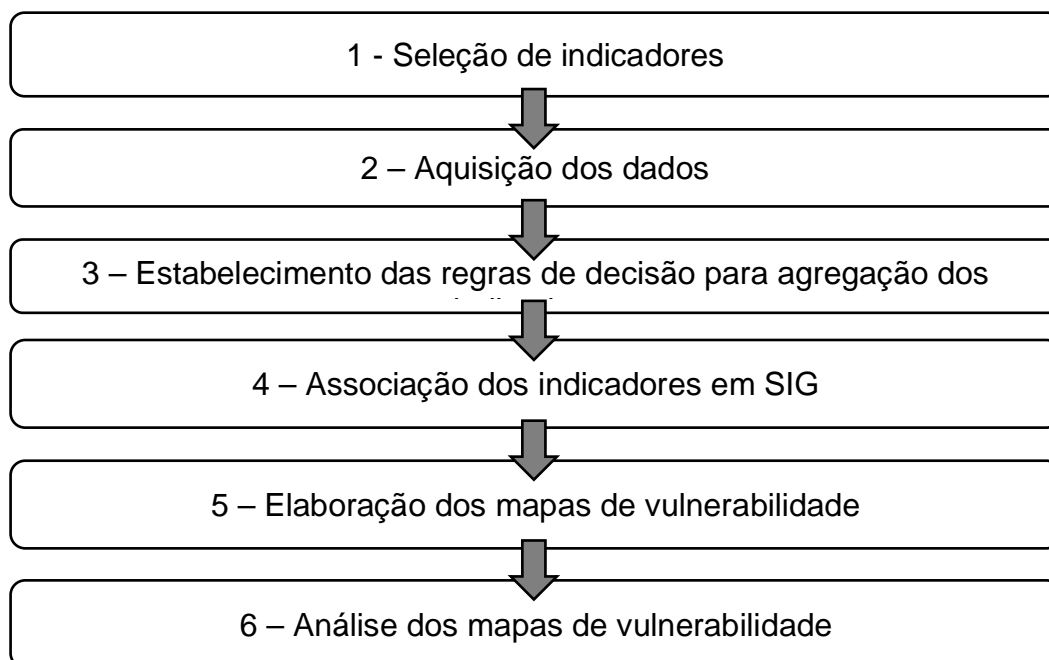 1 - Seleção de indicadores
2 – Aquisição dos dados
3 – Estabelecimento das regras de decisão para agregação dos
4 – Associação dos indicadores em SIG
5 – Elaboração dos mapas de vulnerabilidade
6 – Análise dos mapas de vulnerabilidade